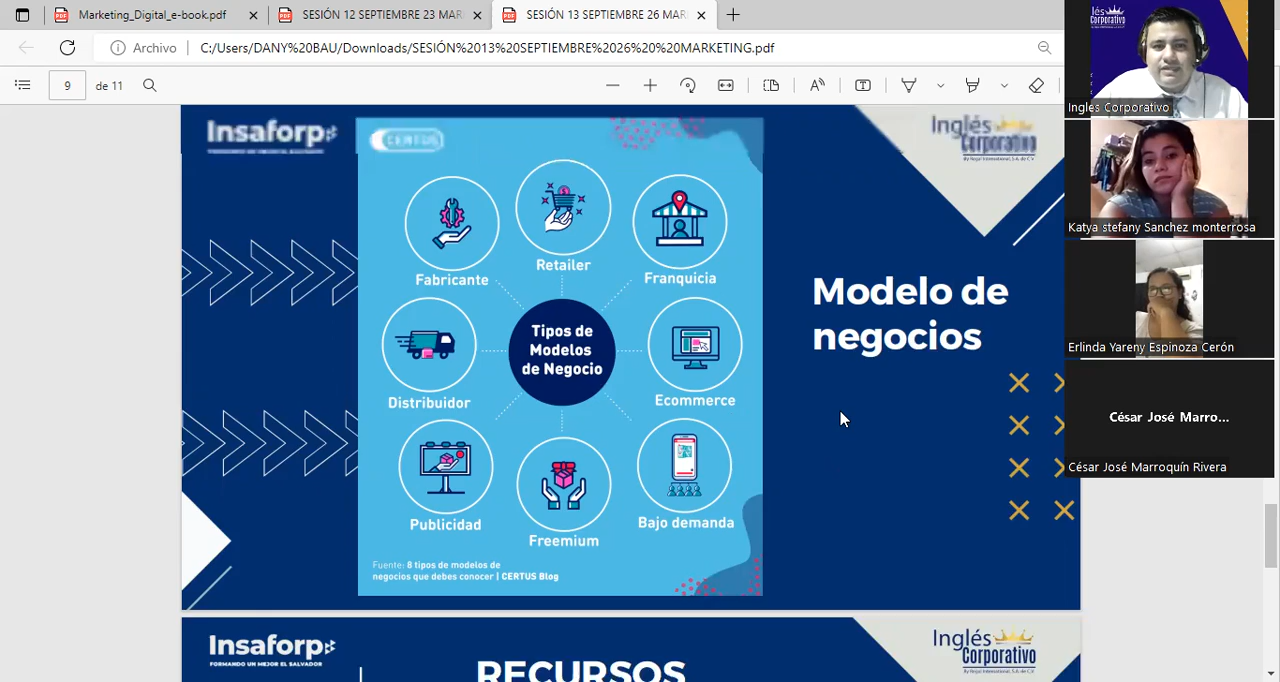 Marketing_Digital_e-book.pdf
SESIÓN 12 SEPTIEMBRE 23 MAR
SESIÓN 13 SEPTIEMBRE 26 MAR
Archivo
C:/Users/DANY%20BAU/Downloads/SESIÓN%2013%20SEPTIEMBRE%2026%20%20MARKETING.pdf
9
de 11
Insaforp
CERTUS
Inglés
Corporativo
Fabricante
Retailer
Franquicia
Tipos de
Modelos
de Negocio
Distribuidor
Ecommerce
Publicidad
Freemium
Bajo demanda
Fuente: 8 tipos de modelos de
negocios que debes conocer | CERTUS Blog
Modelo de
negocios
Insaforp
FORMANDO UN MEJOR EL SALVADOR
RECURSOS
Inglés
Corporativo
lés
Corporativo
Ingles Corporativo
Katya stefany Sanchez monterrosa
Erlinda Yareny Espinoza Cerón
César José Marro...
César José Marroquín Rivera